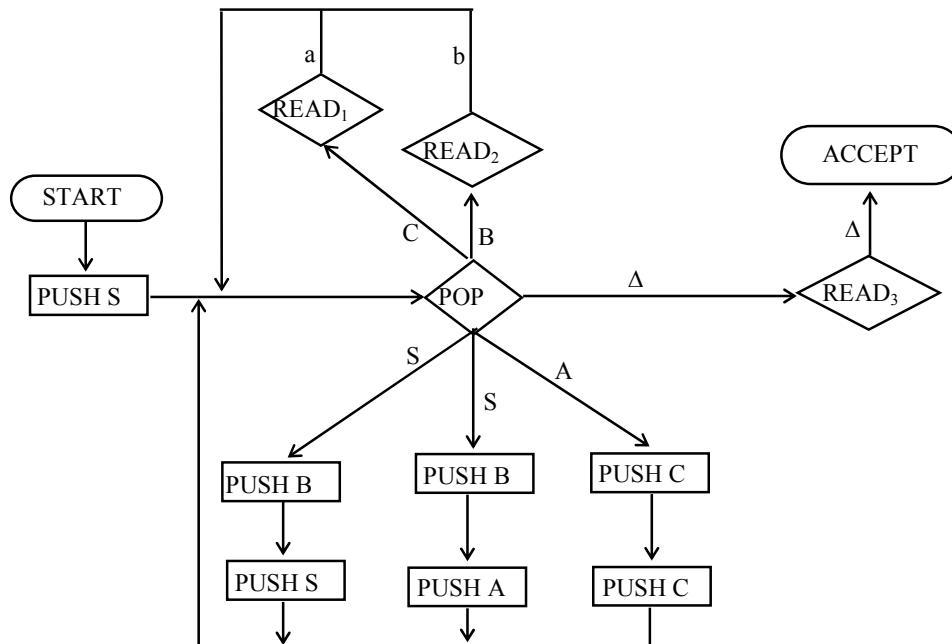 a
b
READ₁
READ₂
ACCEPT
START
C
B
Δ
PUSH S
POP
Δ
READ₃
S
S
A
PUSH B
PUSH B
PUSH C
PUSH S
PUSH A
PUSH C